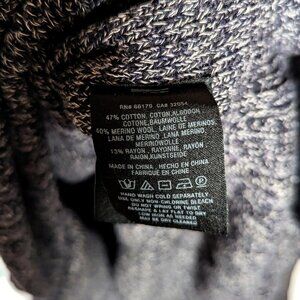 RN# 66170 CA# 32054
47% COTTON, COTON, ALGODON
COTONE, BAUMWOLLE
40% MERINO WOOL, LAINE DE MERINOS,
LANA DE MERINO, LANA MERINO,
MERINOWOLLE
13% RAYON, RAYONNE, RAYON,
RAION, KUNSTSEIDE
MADE IN CHINA, HECHO EN CHINA
FABRIQUE EN CHINE
HAND WASH COLD SEPARATELY
USE ONLY NON-CHLORINE BLEACH
DO NOT WRING OR TWIST
RESHAPE & LAY FLAT TO DRY
COOL IRON AS NEEDED
MAY BE DRY CLEANED